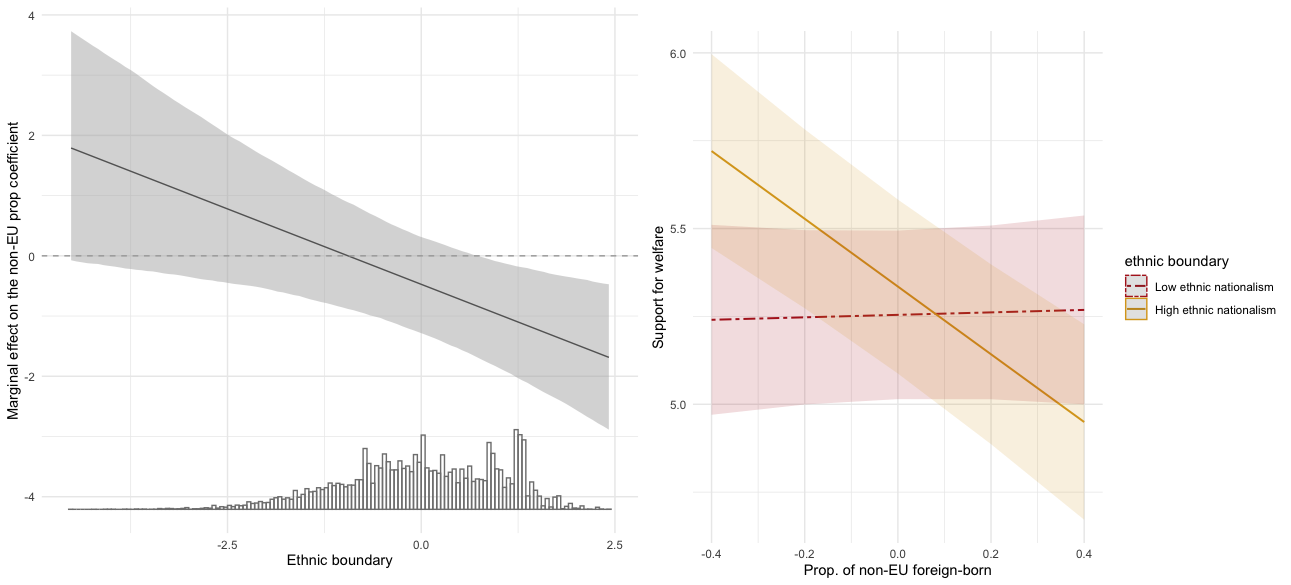 Marginal effect on the non-EU prop coefficient
4
2
0
-2
-4
-2.5
0.0
2.5
Ethnic boundary
Support for welfare
6.0
5.5
5.0
-0.4
-0.2
0.0
0.2
0.4
Prop. of non-EU foreign-born
ethnic boundary
Low ethnic nationalism
High ethnic nationalism